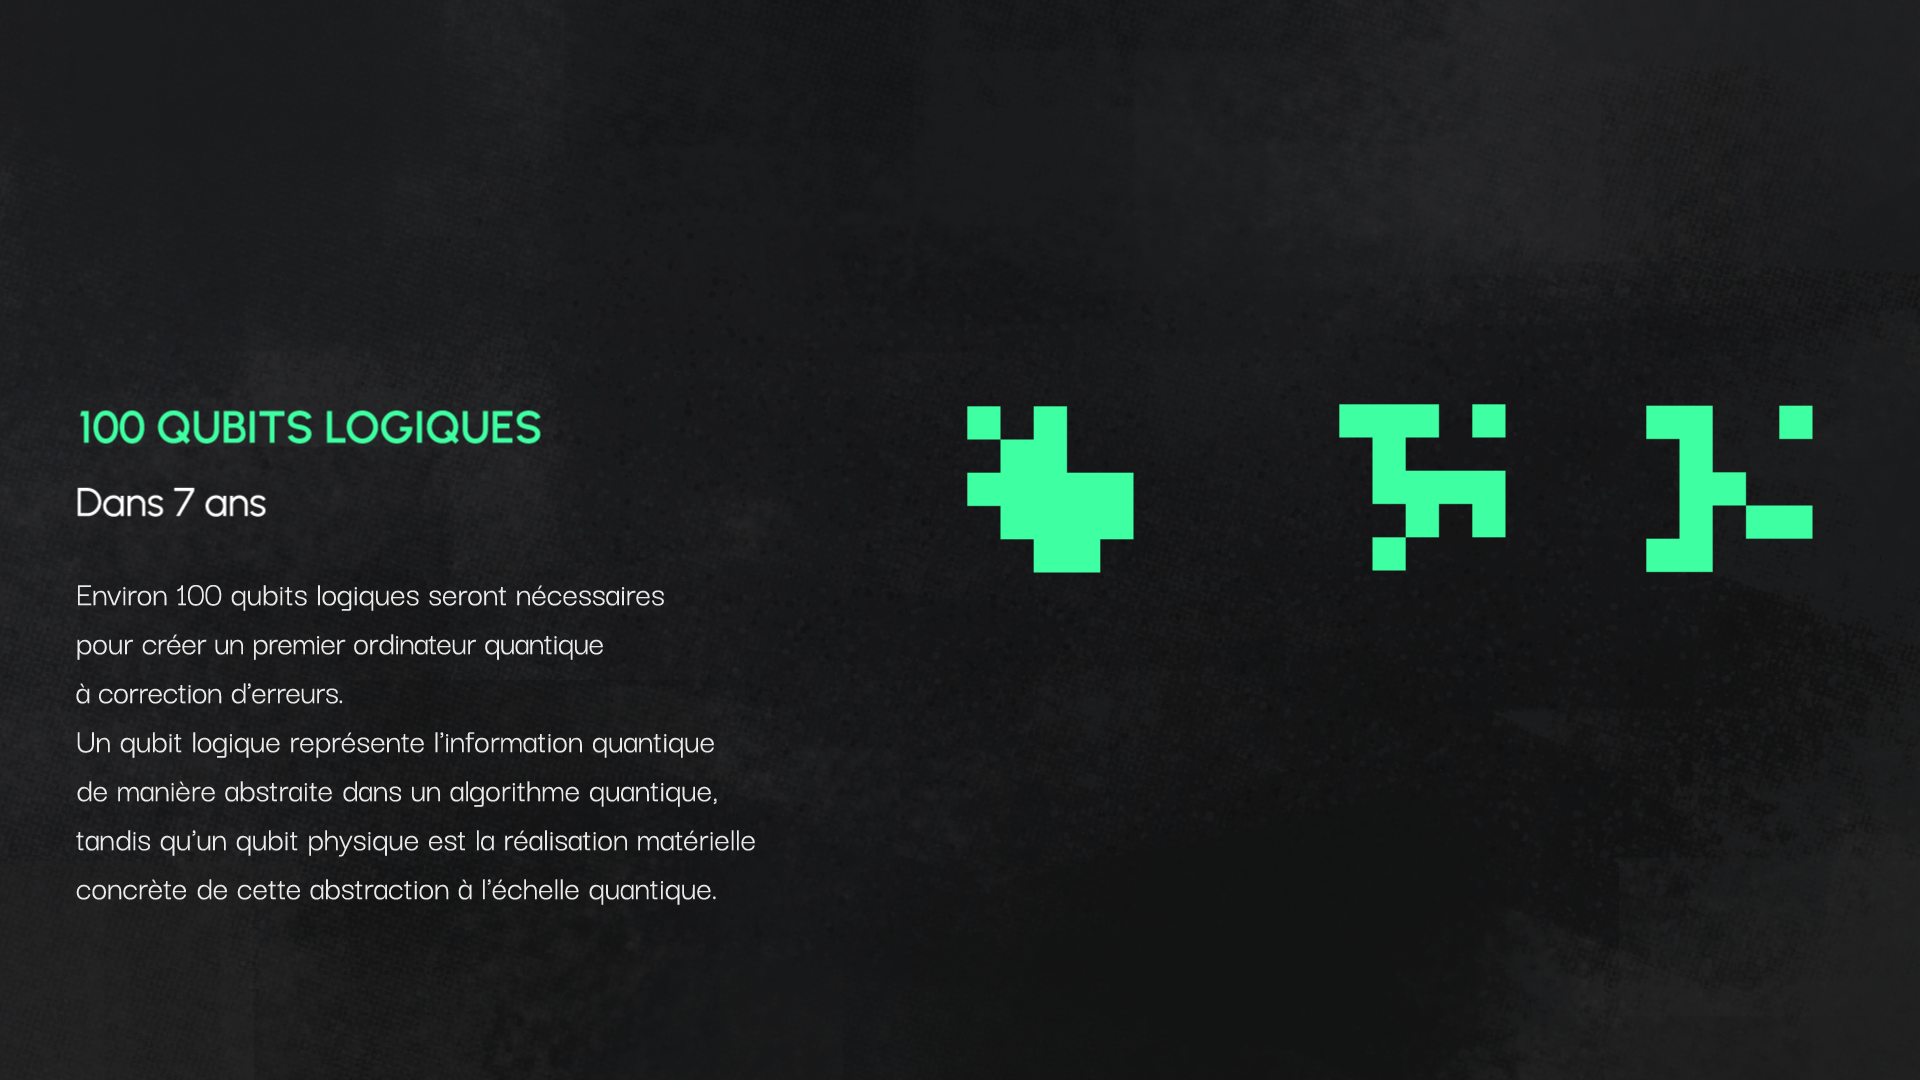 100 QUBITS LOGIQUES
Dans 7 ans
Environ 100 qubits logiques seront nécessaires
pour créer un premier ordinateur quantique
à correction d’erreurs.
Un qubit logique représente l’information quantique
de manière abstraite dans un algorithme quantique,
tandis qu’un qubit physique est la réalisation matérielle
concrète de cette abstraction à l’échelle quantique.